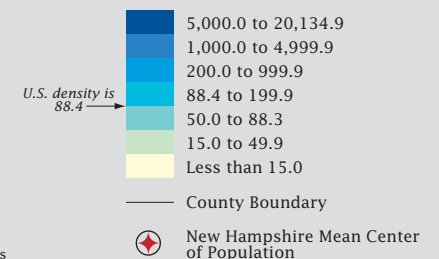 5,000.0 to 20,134.9
1,000.0 to 4,999.9
200.0 to 999.9
U.S. density is
88.4 to 199.9
88.4
50.0 to 88.3
15.0 to 49.9
Less than 15.0
County Boundary
New Hampshire Mean Center
of Population